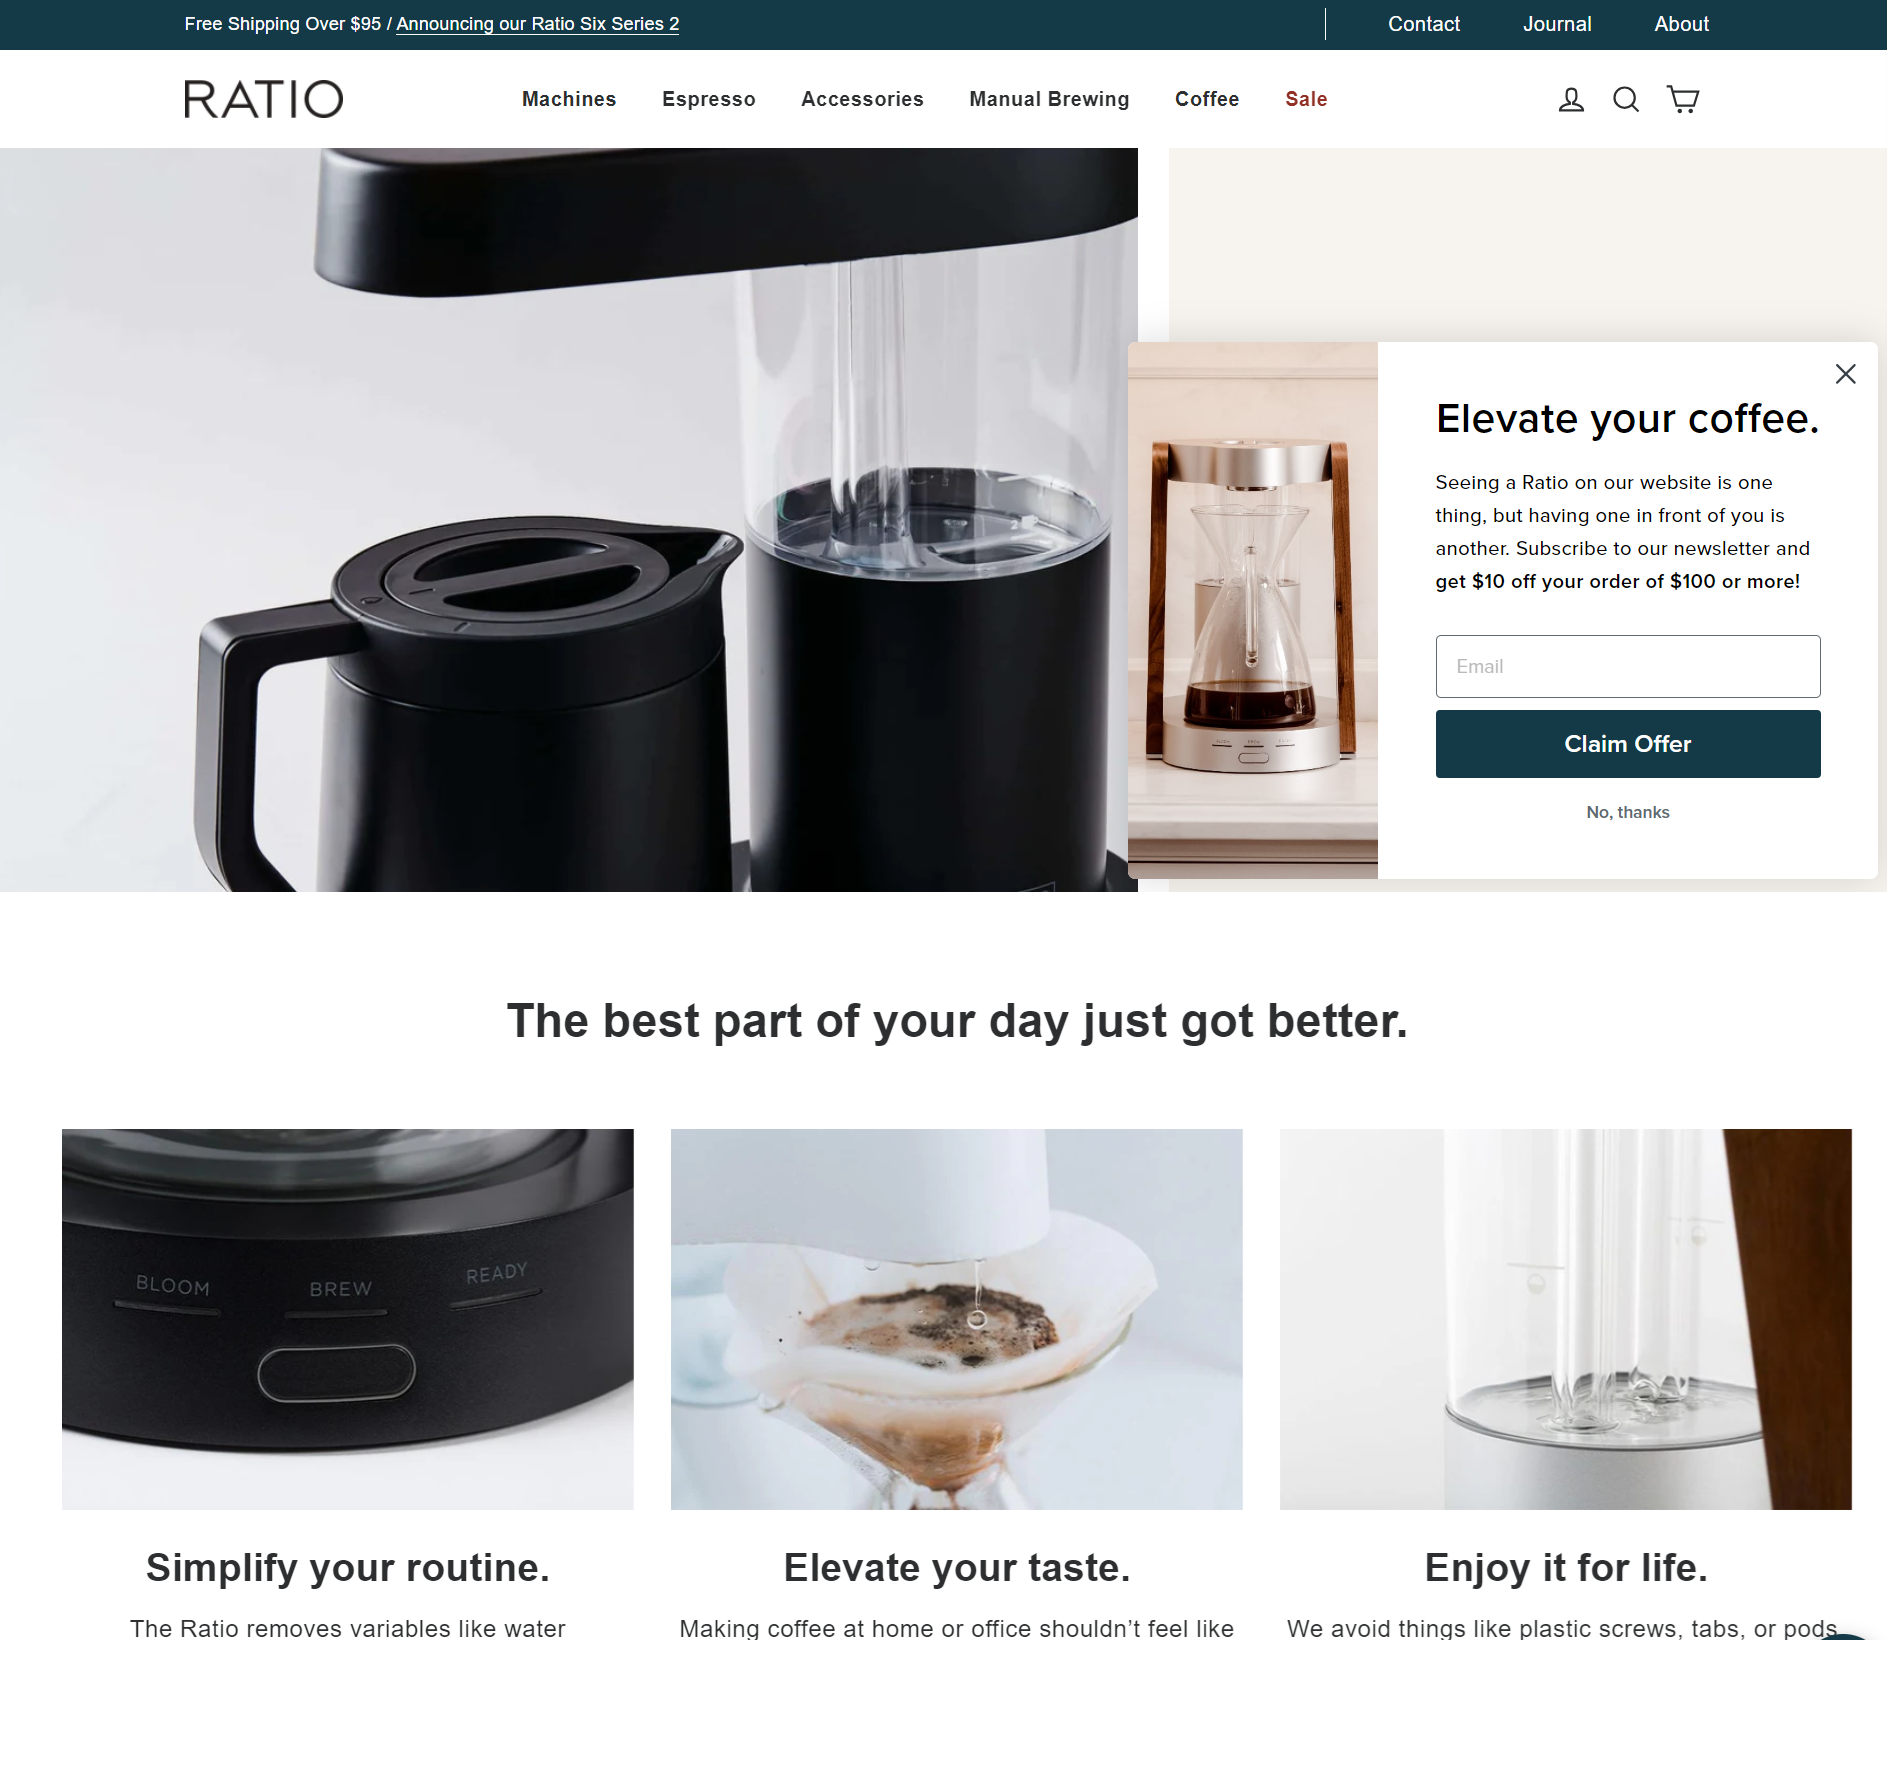 Free Shipping Over $95 / Announcing our Ratio Six Series 2
Contact
Journal
About
RATIO
Machines
Espresso
Accessories
Manual Brewing
Coffee
Sale
Elevate your coffee.
Seeing a Ratio on our website is one
thing, but having one in front of you is
another. Subscribe to our newsletter and
get $10 off your order of $100 or more!
Email
Claim Offer
No, thanks
The best part of your day just got better.
BLOOM
BREW
READY
Simplify your routine.
The Ratio removes variables like water
Elevate your taste.
Making coffee at home or office shouldn’t feel like
Enjoy it for life.
We avoid things like plastic screws, tabs, or pods